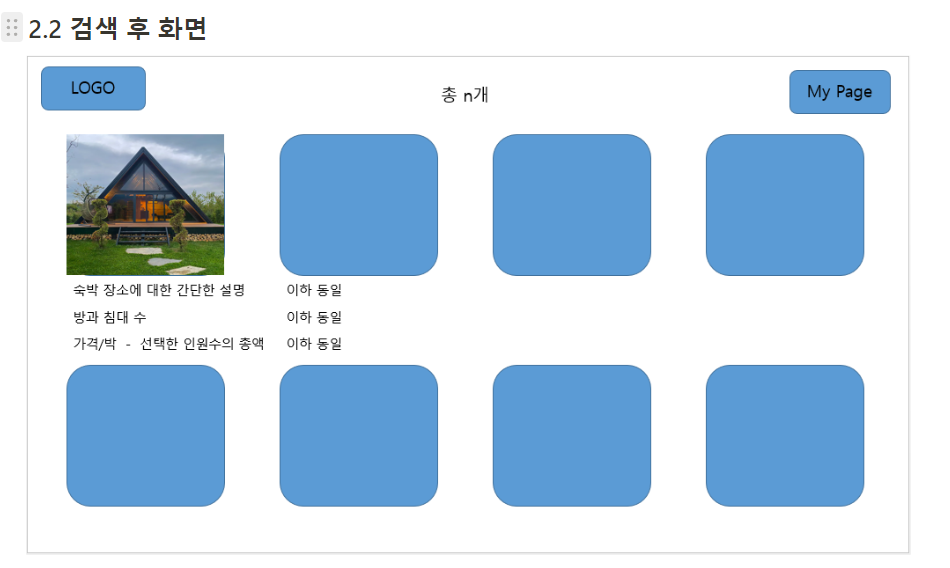 2.2 검색 후 화면
LOGO
총 n개
My Page
숙박 장소에 대한 간단한 설명
이하 동일
방과 침대 수
이하 동일
가격/박 - 선택한 인원수의 총액
이하 동일